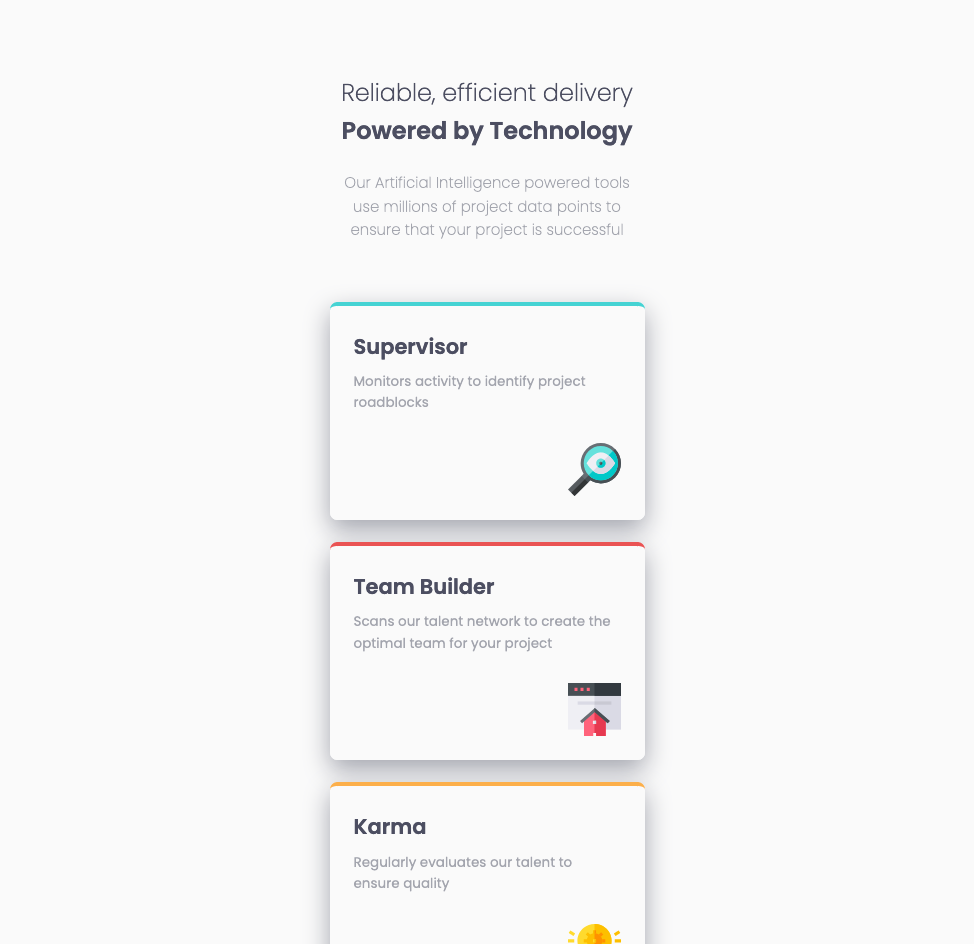 Reliable, efficient delivery
Powered by Technology
Our Artificial Intelligence powered tools
use millions of project data points to
ensure that your project is successful
Supervisor
Monitors activity to identify project
roadblocks
Team Builder
Scans our talent network to create the
optimal team for your project
Karma
Regularly evaluates our talent to
ensure quality